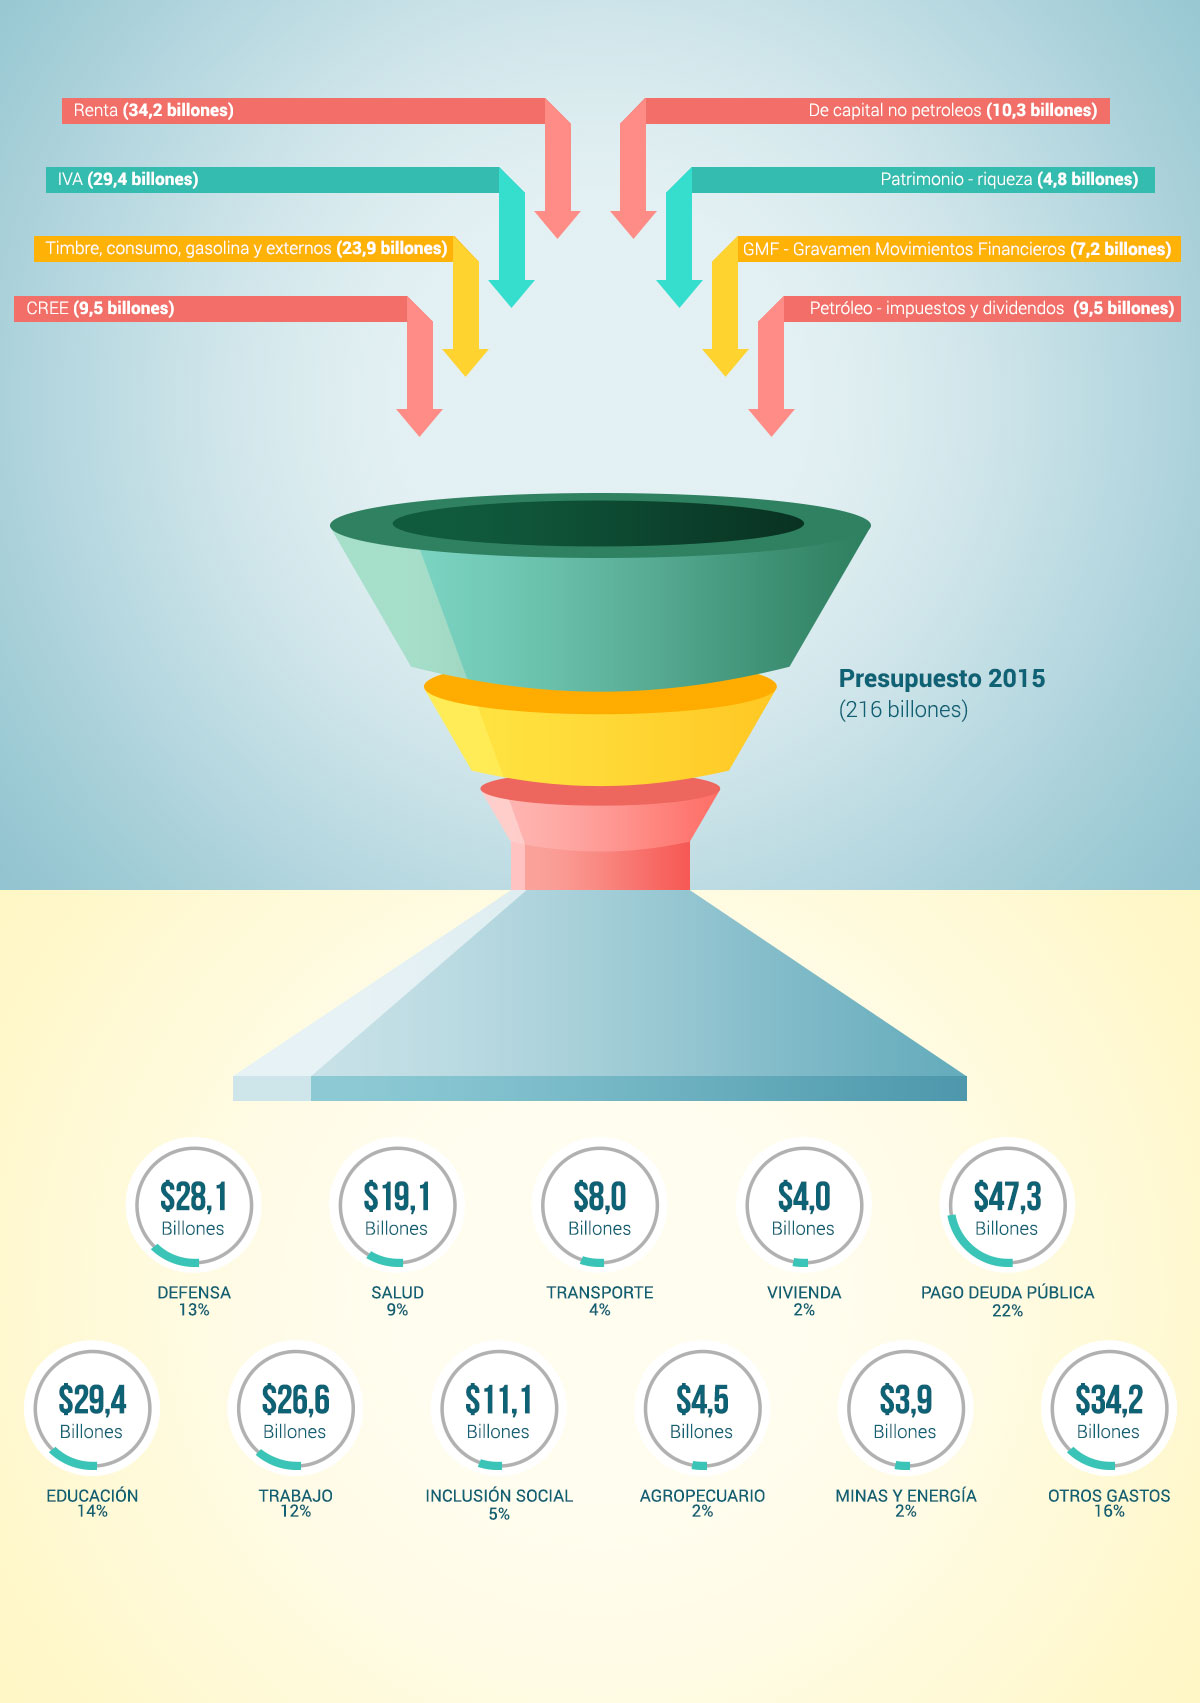 Renta (34,2 billones)
De capital no petroleos (10,3 billones)
IVA (29,4 billones)
Patrimonio - riqueza (4,8 billones)
Timbre, consumo, gasolina y externos (23,9 billones)
GMF - Gravamen Movimientos Financieros (7,2 billones)
CREE (9,5 billones)
Petróleo - impuestos y dividendos (9,5 billones)
Presupuesto 2015
(216 billones)
$28,1
Billones
DEFENSA
13%
$19,1
Billones
SALUD
9%
$8,0
Billones
TRANSPORTE
4%
$4,0
Billones
VIVIENDA
2%
$47,3
Billones
PAGO DEUDA PÚBLICA
22%
$29,4
Billones
EDUCACIÓN
14%
$26,6
Billones
TRABAJO
12%
$11,1
Billones
INCLUSIÓN SOCIAL
5%
$4,5
Billones
AGROPECUARIO
2%
$3,9
Billones
MINAS Y ENERGÍA
2%
$34,2
Billones
OTROS GASTOS
16%